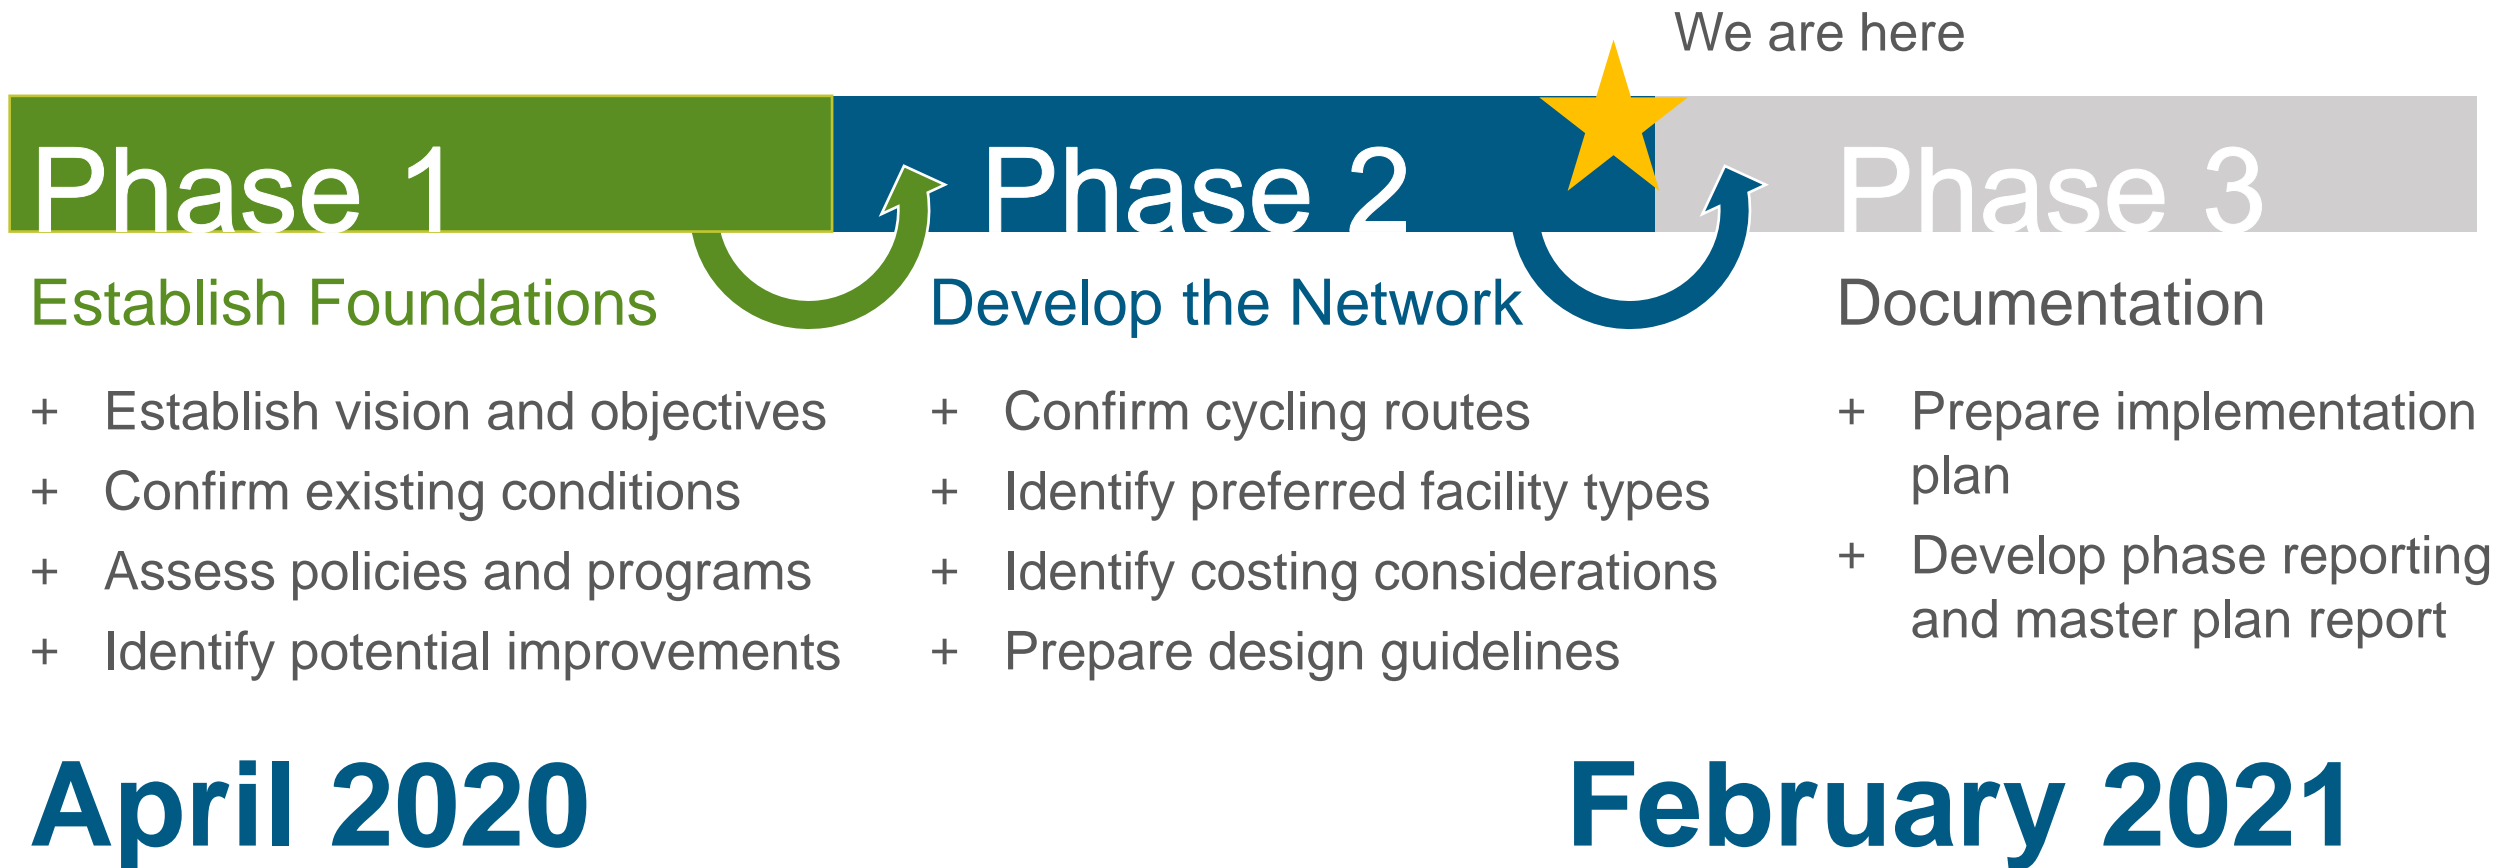 We are here
Phase 1
Phase 2
Phase 3
Establish Foundations
+ Establish vision and objectives
+ Confirm existing conditions
+ Assess policies and programs
+ Identify potential improvements
Develop the Network
+ Confirm cycling routes
+ Identify preferred facility types
+ Identify costing considerations
+ Prepare design guidelines
Documentation
+ Prepare implementation
plan
+ Develop phase reporting
and master plan report
April 2020
February 2021